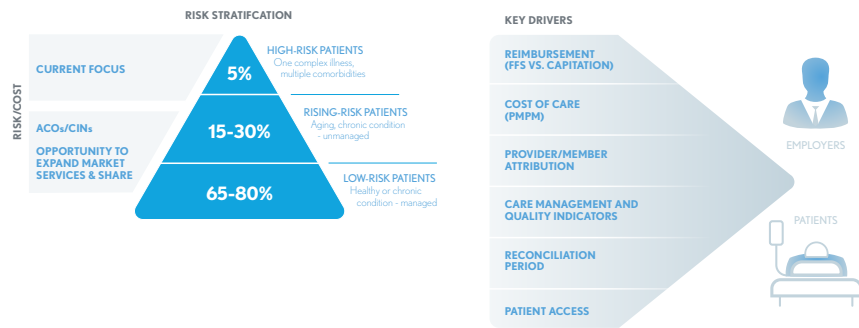 RISK STRATIFCATION
RISK/COST
CURRENT FOCUS
ACOs/CINs
OPPORTUNITY TO
EXPAND MARKET
SERVICES & SHARE
5%
15-30%
65-80%
HIGH-RISK PATIENTS
One complex illness,
multiple comorbidities
RISING-RISK PATIENTS
Aging, chronic condition
- unmanaged
LOW-RISK PATIENTS
Healthy or chronic
condition - managed
KEY DRIVERS
REIMBURSEMENT
(FFS VS. CAPITATION)
COST OF CARE
(PMPM)
PROVIDER/MEMBER
ATTRIBUTION
CARE MANAGEMENT AND
QUALITY INDICATORS
RECONCILIATION
PERIOD
PATIENT ACCESS
EMPLOYERS
PATIENTS